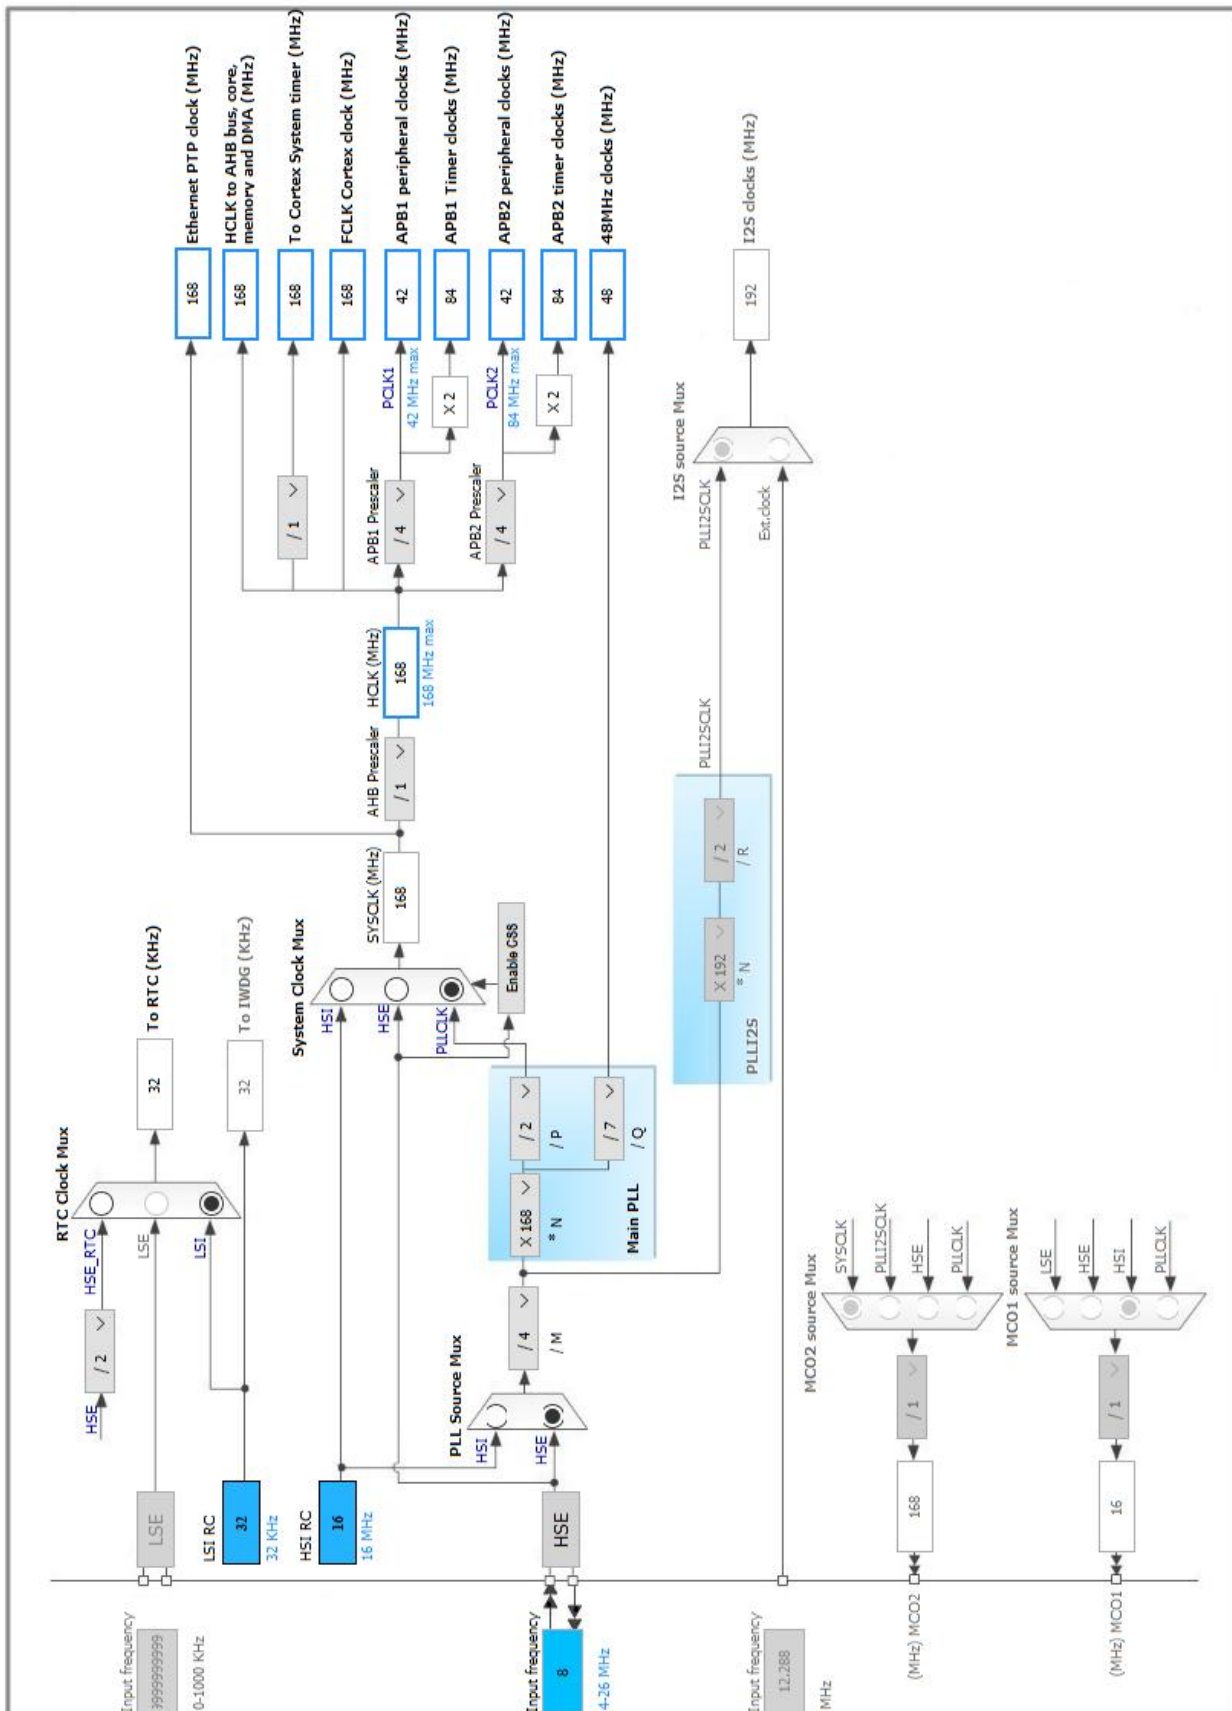 Input frequency
99999999999
0-1000 KHz
LSE
LSI RC
32
32 KHz
HSI RC
16
16 MHz
HSE
/ 2
HSE_RTC
LSE
LSI
RTC Clock Mux
32
To RTC (KHz)
32
To IWDG (KHz)
Input frequency
8
4-26 MHz
HSE
PLL Source Mux
HSI
HSE
/ 4
/ M
X 168
* N
/ 2
/ P
/ 7
/ Q
Main PLL
System Clock Mux
HSI
HSE
PLLCLK
Enable CSS
SYSCLK (MHz)
168
AHB Prescaler
/ 1
HCLK (MHz)
168
168 MHz max
/ 1
APB1 Prescaler
/ 4
APB2 Prescaler
/ 4
PCLK1
42 MHz max
X 2
PCLK2
84 MHz max
X 2
168
Ethernet PTP clock (MHz)
168
HCLK to AHB bus, core,
memory and DMA (MHz)
168
To Cortex System timer (MHz)
168
FCLK Cortex clock (MHz)
42
APB1 peripheral clocks (MHz)
84
APB1 Timer clocks (MHz)
42
APB2 peripheral clocks (MHz)
84
APB2 timer clocks (MHz)
48
48MHz clocks (MHz)
PLLI2S
X 192
* N
/ 2
/ R
PLLI2SCLK
I2S source Mux
PLLI2SCLK
Ext.clock
192
I2S clocks (MHz)
Input frequency
12.288
MHz
MCO2 source Mux
SYSCLK
PLLI2SCLK
HSE
PLLCLK
/ 1
168
(MHz) MCO2
MCO1 source Mux
LSE
HSE
HSI
PLLCLK
/ 1
16
(MHz) MCO1